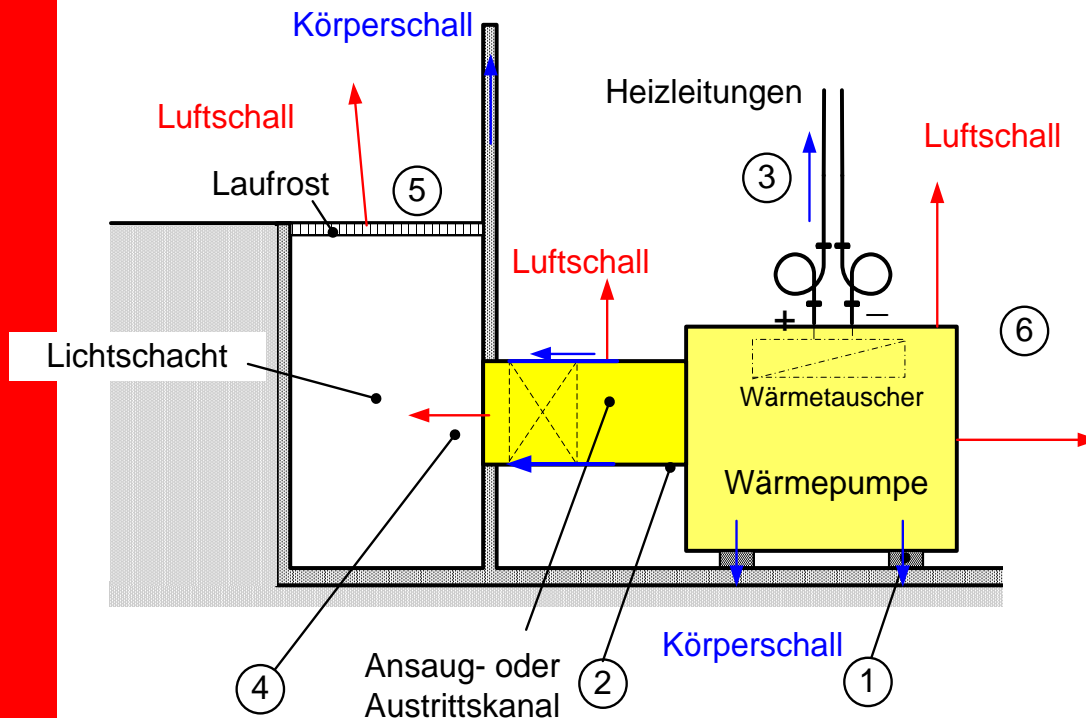 Körperschall
Heizleitungen
Luftschall
Luftschall
3
Laufrost
5
Luftschall
+
−
6
Lichtschacht
Wärmetauscher
Wärmepumpe
Körperschall
Ansaug- oder
Austrittskanal
4
2
1